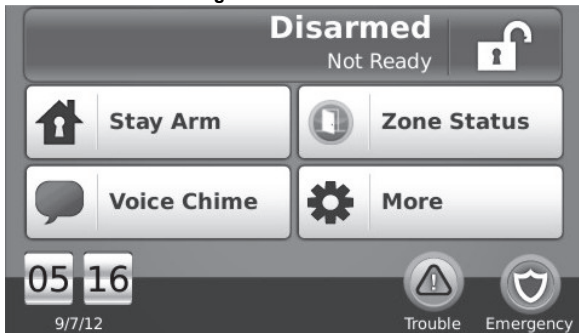 Disarmed
Not Ready
Stay Arm
Zone Status
Voice Chime
More
05 16
9/7/12
Trouble
Emergency